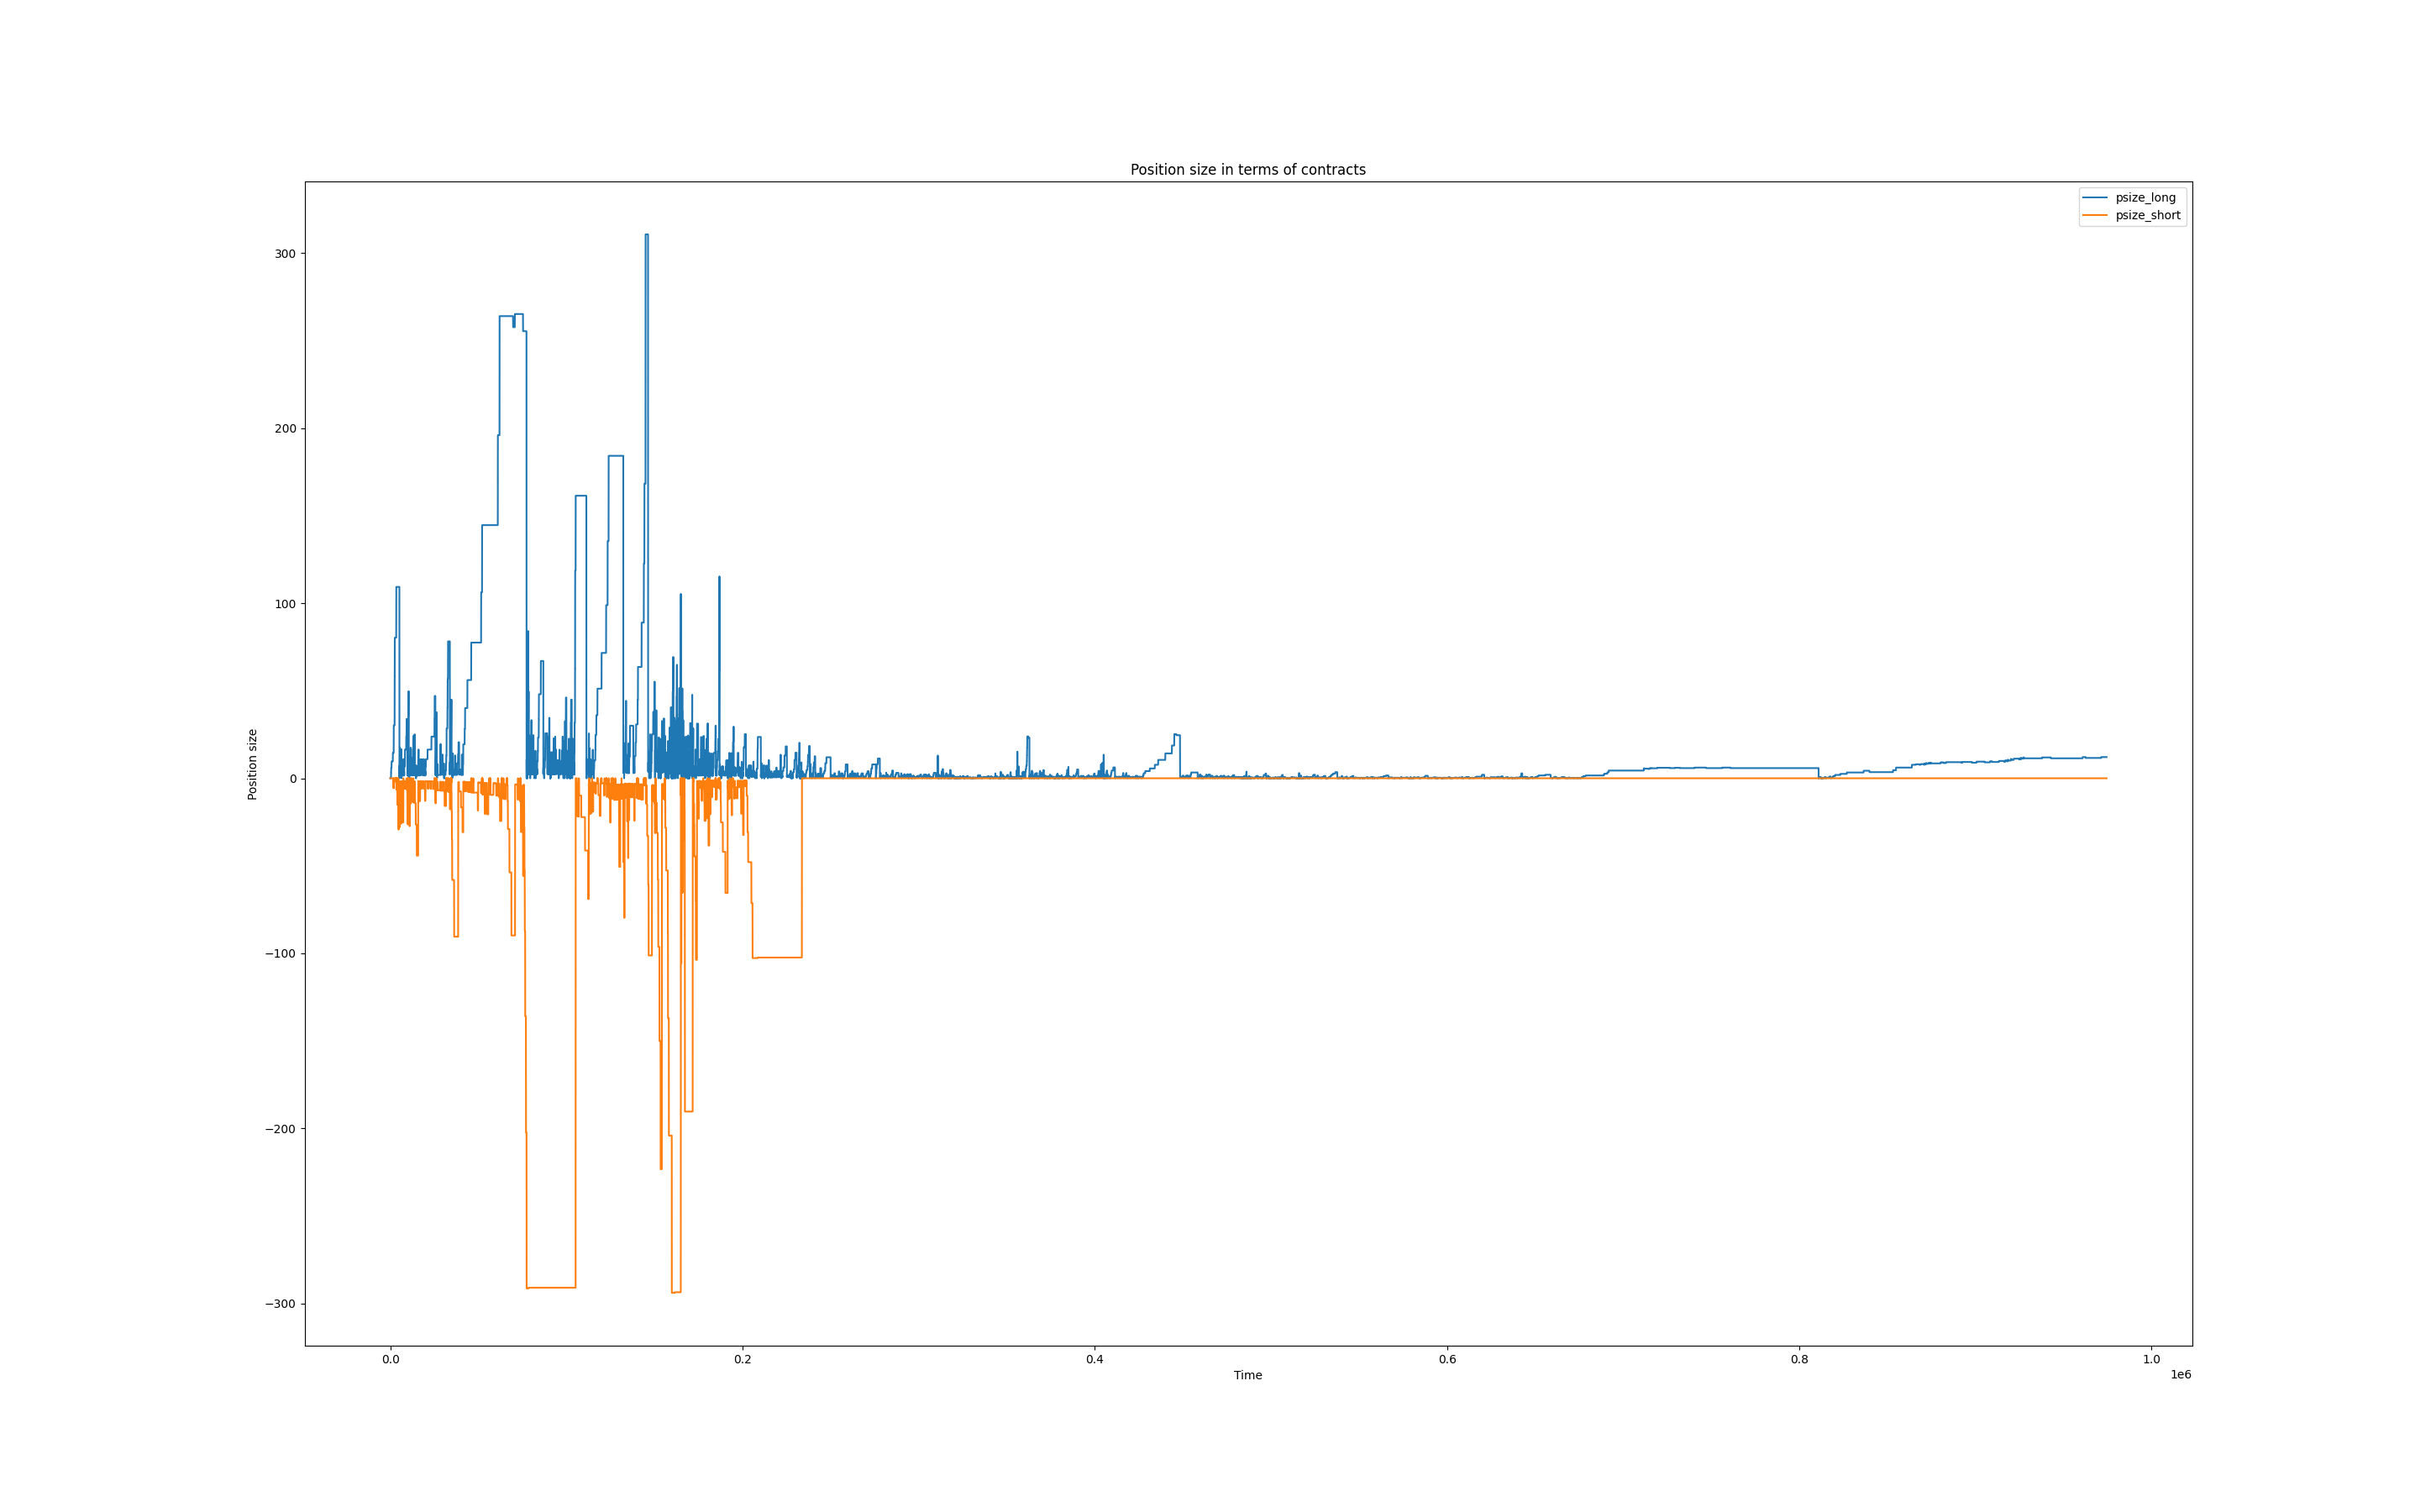 Position size in terms of contracts
psize_long
psize_short
300
200
100
0
−100
−200
−300
Position size
0.0
0.2
0.4
0.6
0.8
1.0
Time
1e6